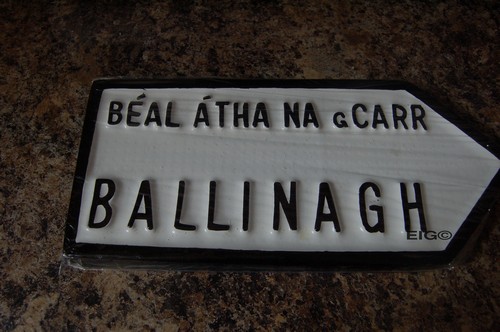 BÉAL ÁTHA NA GCARR
BALLINAGH
EIG©